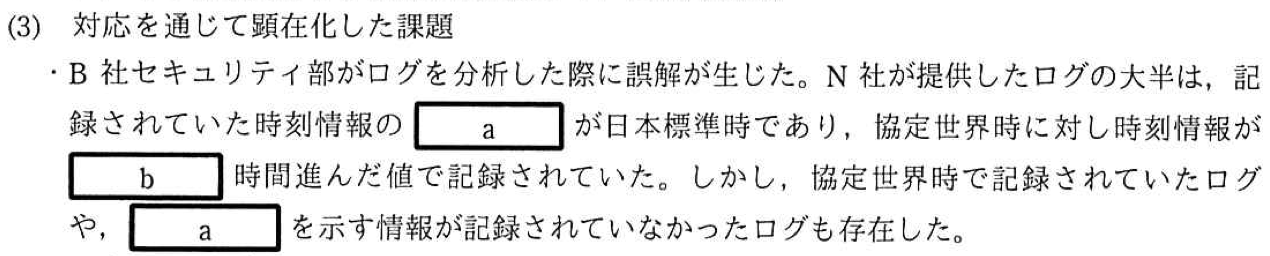 (3) 対応を通じて顕在化した課題
・B 社セキュリティ部がログを分析した際に誤解が生じた。N 社が提供したログの大半は，記
録されていた時刻情報の a が日本標準時であり，協定世界時に対し時刻情報が
b 時間進んだ値で記録されていた。しかし，協定世界時で記録されていたログ
や， a を示す情報が記録されていなかったログも存在した。